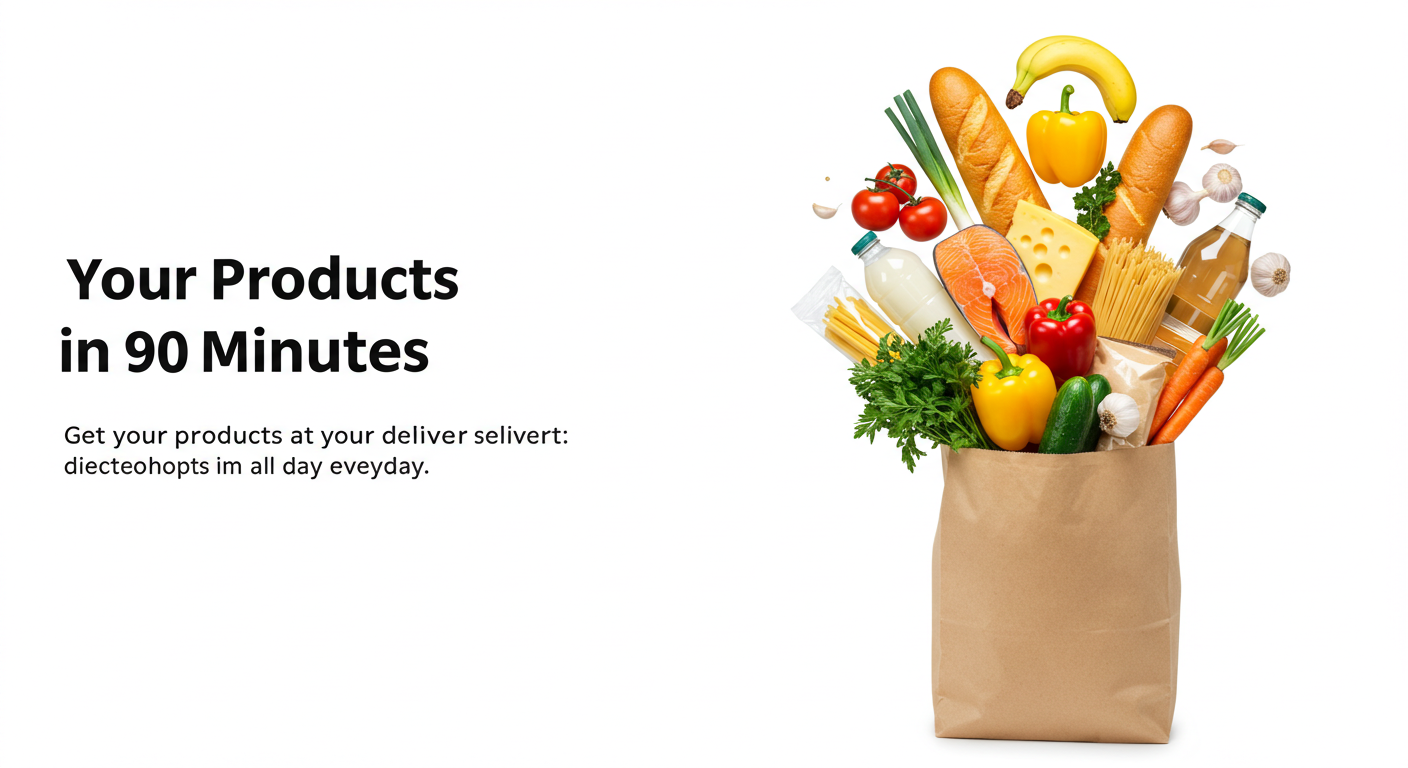 Your Products
in 90 Minutes
Get your products at your deliver selivert:
diecteohopts im all day eveyday.